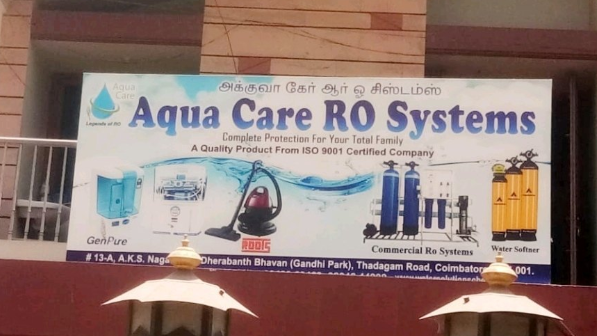 அக்குவா கேர் ஆர் ஓ சிஸ்டம்ஸ்
Aqua Care
Legends of RO
Aqua Care RO Systems
Complete Protection For Your Total Family
A Quality Product From ISO 9001 Certified Company
GenPure
ROOTS
Commercial Ro Systems
Water Softner
# 13-A, A.K.S. Dherabanth Bhavan (Gandhi Park), Thadagam Road, 001.